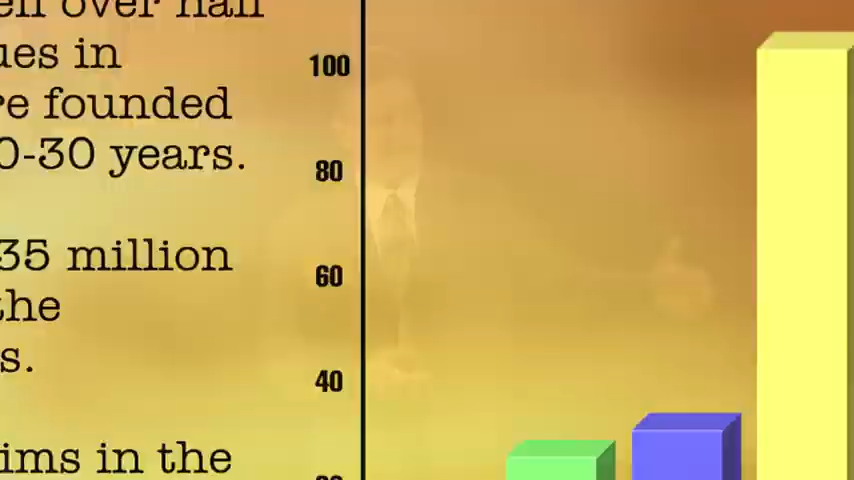 ell over half
ues in
re founded
0-30 years.
35 million
the
s.
ims in the
100
80
60
40